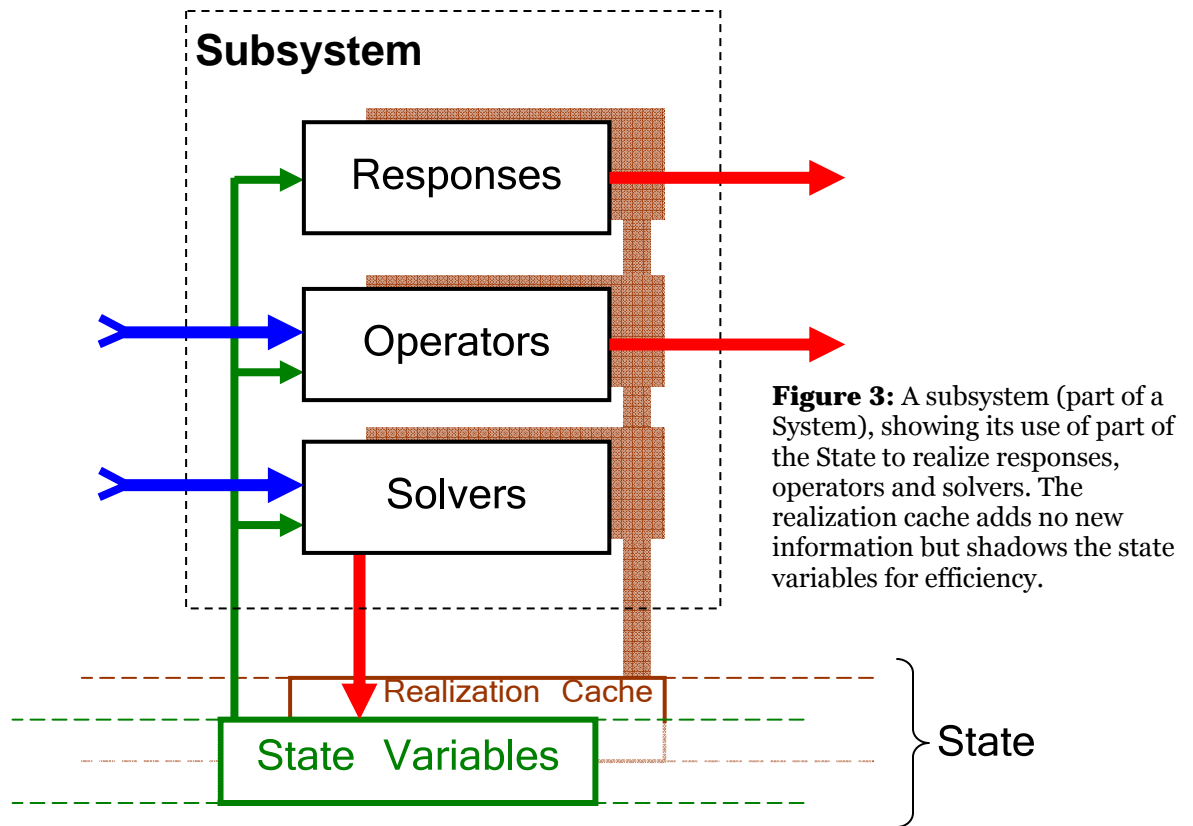 Subsystem
Responses
Operators
Solvers
Figure 3: A subsystem (part of a
System), showing its use of part of
the State to realize responses,
operators and solvers. The
realization cache adds no new
information but shadows the state
variables for efficiency.
Realization Cache
State Variables
State